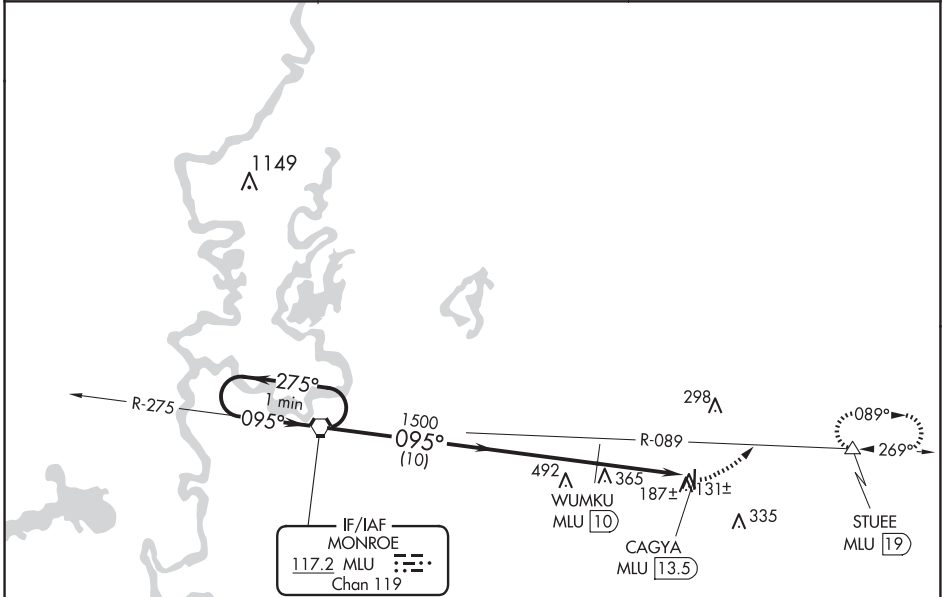 1149
275°
1 min
R-275
095°
1500
095°
(10)
R-089
298
089°
269°
492
365
187±
131±
WUMKU
MLU 10
335
CAGYA
MLU 13.5
STUEE
MLU 19
IF/IAF
MONROE
117.2 MLU
Chan 119